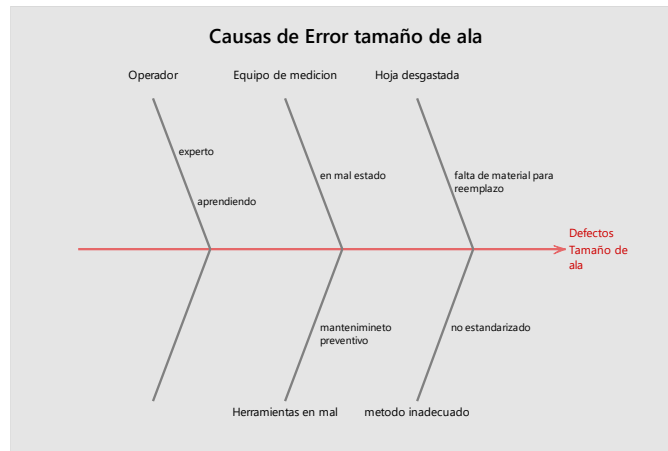 Causas de Error tamaño de ala
Operador
Equipo de medicion
Hoja desgastada
experto
aprendiendo
en mal estado
falta de material para
reemplazo
Defectos
Tamaño de
ala
mantenimineto
preventivo
no estandarizado
Herramientas en mal
metodo inadecuado